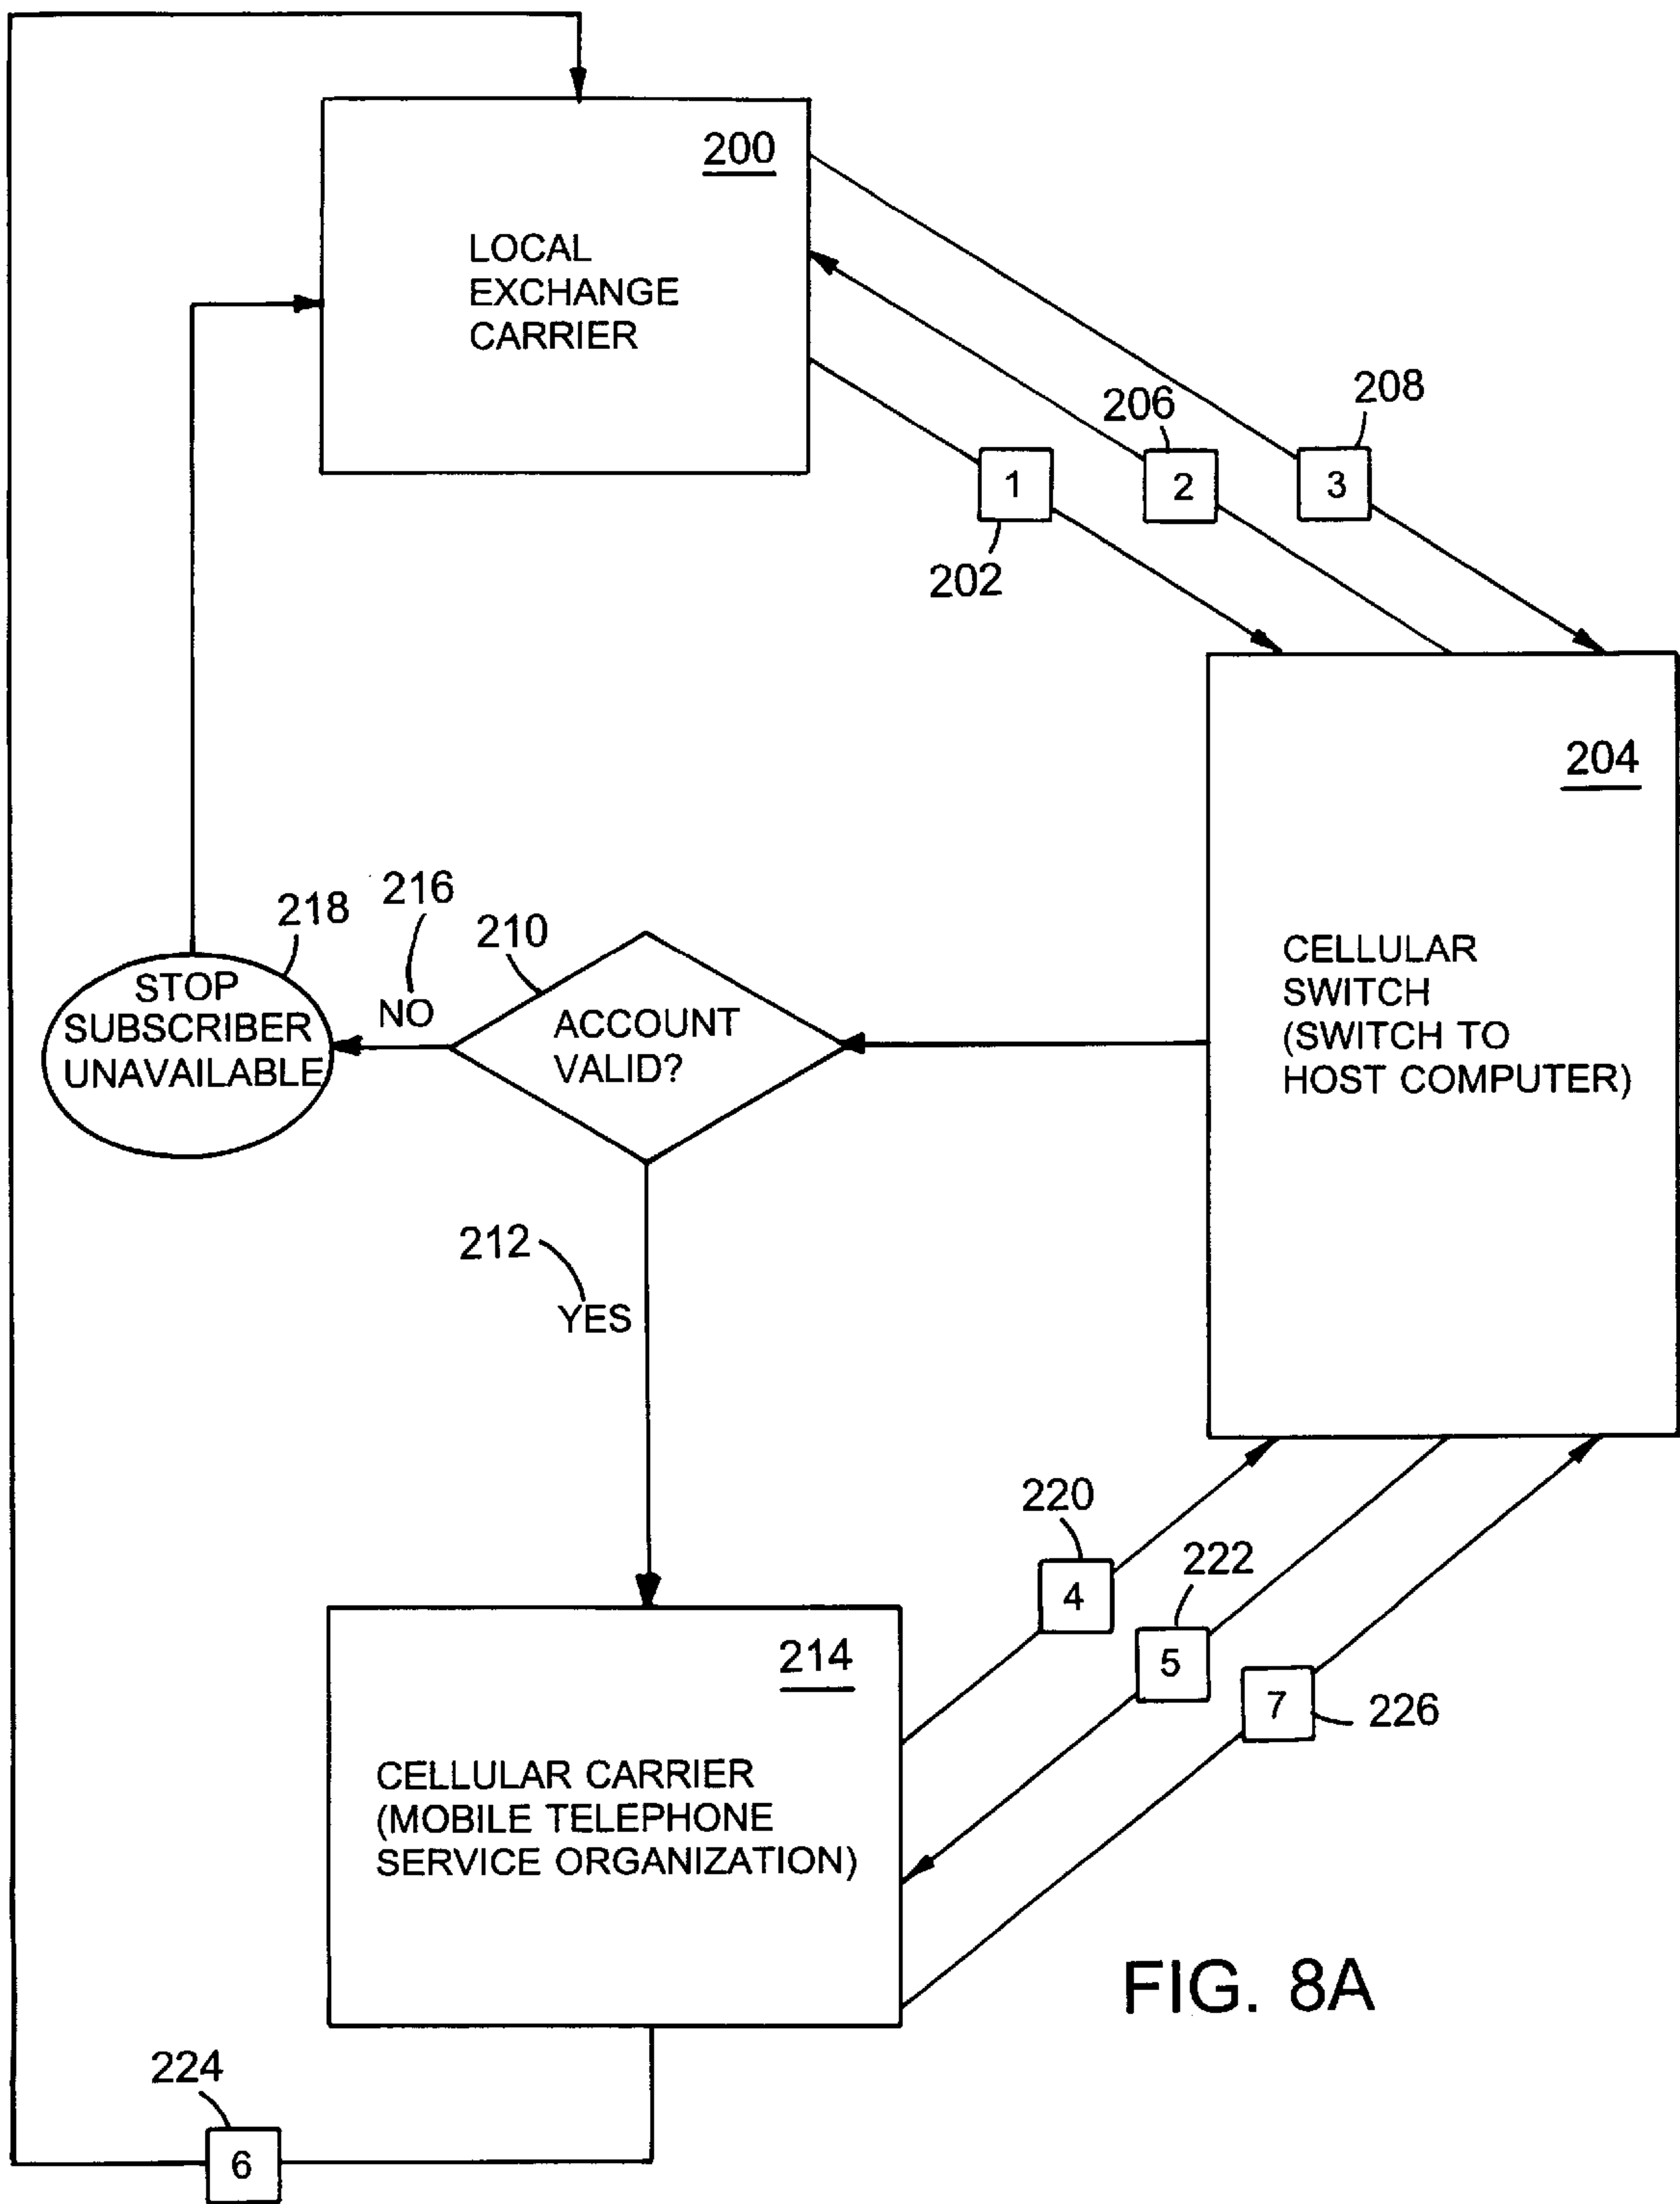 200
LOCAL
EXCHANGE
CARRIER
208
206
1
2
3
202
204
CELLULAR
SWITCH
(SWITCH TO
HOST COMPUTER)
216
218
210
STOP
SUBSCRIBER
UNAVAILABLE
NO
ACCOUNT
VALID?
212
YES
220
222
4
5
7
226
214
CELLULAR CARRIER
(MOBILE TELEPHONE
SERVICE ORGANIZATION)
FIG. 8A
224
6